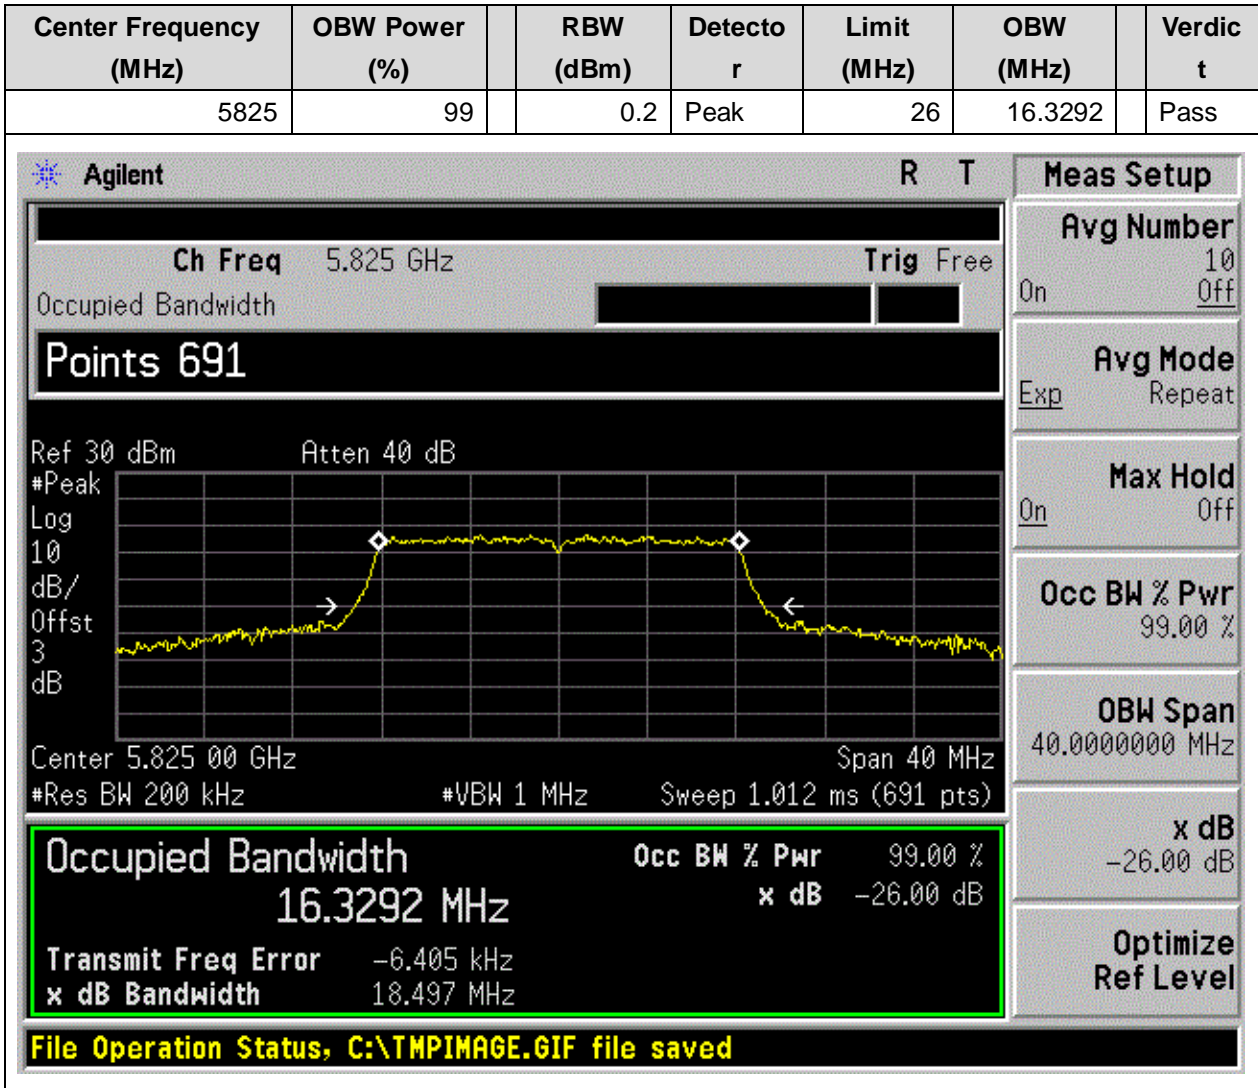 Center Frequency (MHz) OBW Power (%) RBW (dBm) Detector Limit (MHz) OBW (MHz) Verdict
5825 99 0.2 Peak 26 16.3292 Pass
Agilent R T
Ch Freq 5.825 GHz Trig Free
Occupied Bandwidth
Points 691
Ref 30 dBm Atten 40 dB
#Peak
Log
10
dB/
Offst
3
dB
Center 5.825 00 GHz Span 40 MHz
#Res BW 200 kHz #VBW 1 MHz Sweep 1.012 ms (691 pts)
Occupied Bandwidth Occ BW % Pwr 99.00 %
16.3292 MHz x dB -26.00 dB
Transmit Freq Error -6.405 kHz
x dB Bandwidth 18.497 MHz
File Operation Status, C:\TMPIMAGE.GIF file saved
Meas Setup
Avg Number
10
On Off
Avg Mode
Exp Repeat
Max Hold
On Off
Occ BW % Pwr
99.00 %
OBW Span
40.0000000 MHz
x dB
-26.00 dB
Optimize
Ref Level